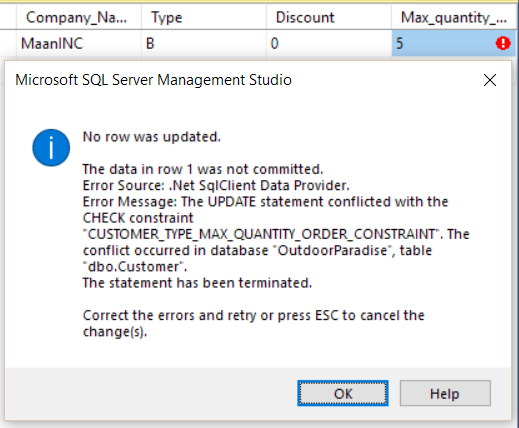 Company_Na... Type Discount Max_quantity_...
MaanINC B 0 5
Microsoft SQL Server Management Studio
No row was updated.
The data in row 1 was not committed.
Error Source: .Net SqlClient Data Provider.
Error Message: The UPDATE statement conflicted with the
CHECK constraint
"CUSTOMER_TYPE_MAX_QUANTITY_ORDER_CONSTRAINT". The
conflict occurred in database "OutdoorParadise", table
"dbo.Customer".
The statement has been terminated.
Correct the errors and retry or press ESC to cancel the
change(s).
OK Help